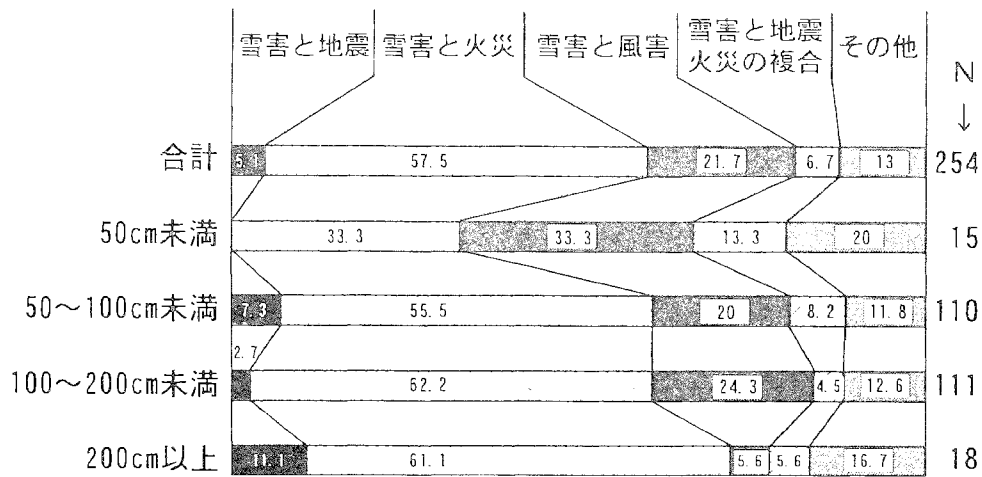 雪害と地震 雪害と火災 雪害と風害 雪害と地震 火災の複合 その他 N
↓
合計 5.1 57.5 21.7 6.7 13 254
50cm未満 33.3 33.3 13.3 20 15
50～100cm未満 7.3 55.5 20 8.2 11.8 110
2.7
100～200cm未満 62.2 24.3 4.5 12.6 111
200cm以上 11.1 61.1 5.6 5.6 16.7 18